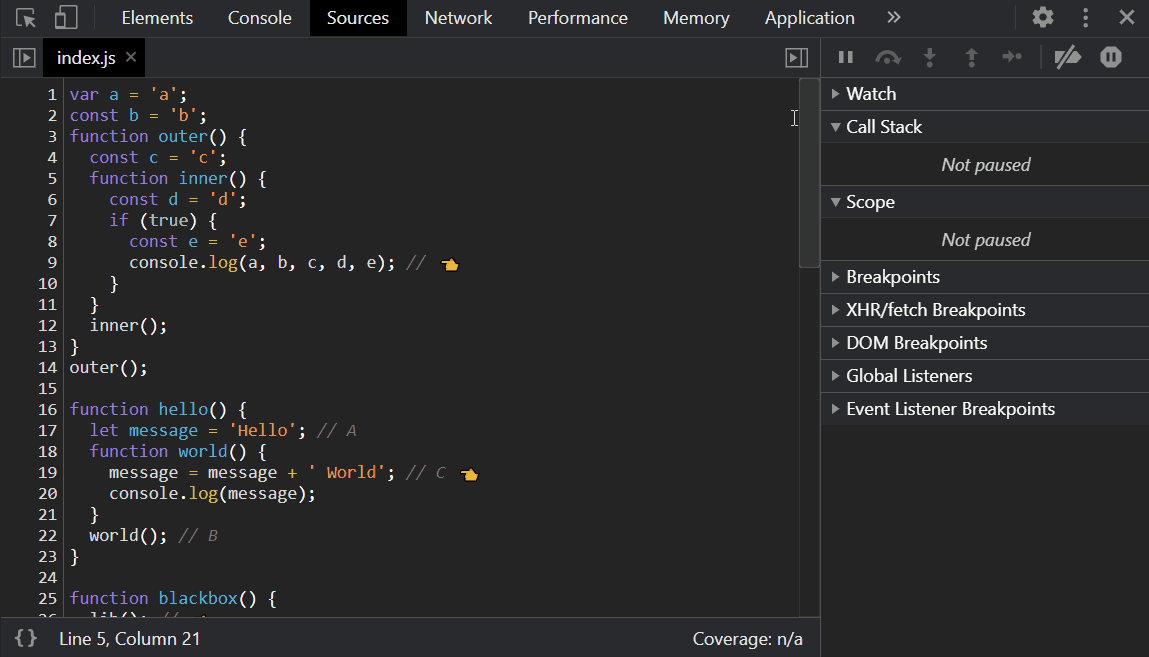 Elements Console Sources Network Performance Memory Application »
index.js ×
1 var a = 'a';
2 const b = 'b';
3 function outer() {
4 const c = 'c';
5 function inner() {
6 const d = 'd';
7 if (true) {
8 const e = 'e';
9 console.log(a, b, c, d, e); // 👈
10 }
11 }
12 inner();
13 }
14 outer();
15
16 function hello() {
17 let message = 'Hello'; // A
18 function world() {
19 message = message + ' World'; // C 👈
20 console.log(message);
21 }
22 world(); // B
23 }
24
25 function blackbox() {
{} Line 5, Column 21 Coverage: n/a
Watch
Call Stack
Not paused
Scope
Not paused
Breakpoints
XHR/fetch Breakpoints
DOM Breakpoints
Global Listeners
Event Listener Breakpoints